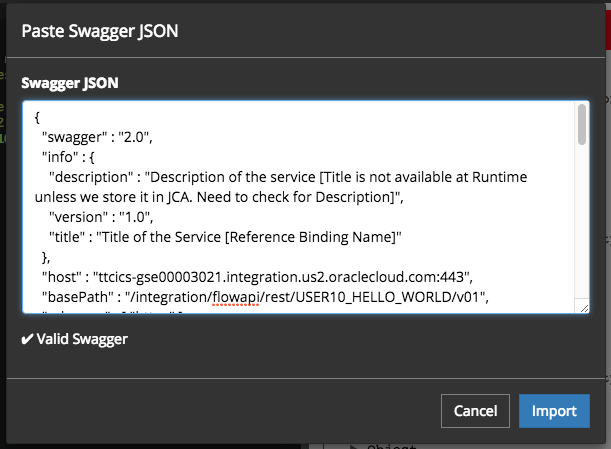 Paste Swagger JSON
Swagger JSON
{
"swagger" : "2.0",
"info" : {
"description" : "Description of the service [Title is not available at Runtime
unless we store it in JCA. Need to check for Description]",
"version" : "1.0",
"title" : "Title of the Service [Reference Binding Name]"
},
"host" : "ttcics-gse00003021.integration.us2.oraclecloud.com:443",
"basePath" : "/integration/flowapi/rest/USER10_HELLO_WORLD/v01",
✔ Valid Swagger
Cancel
Import